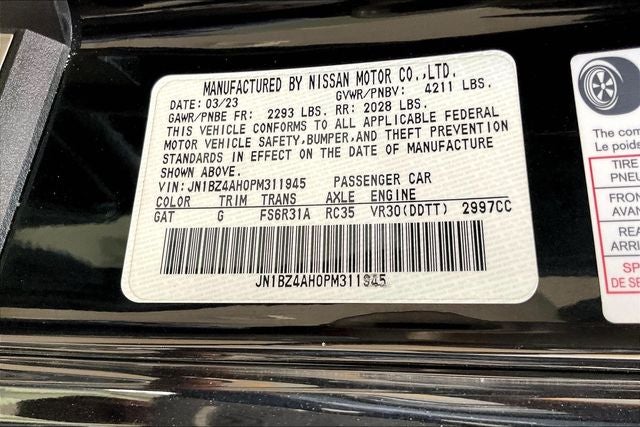 MANUFACTURED BY NISSAN MOTOR CO.,LTD.
DATE: 03/23 GVWR/PNBV: 4211 LBS.
GAWR/PNBE FR: 2293 LBS. RR: 2028 LBS.
THIS VEHICLE CONFORMS TO ALL APPLICABLE FEDERAL
MOTOR VEHICLE SAFETY,BUMPER,AND THEFT PREVENTION
STANDARDS IN EFFECT ON THE DATE OF MANUFACTURE
SHOWN ABOVE.
VIN: JN1BZ4AH0PM311945 PASSENGER CAR
COLOR TRIM TRANS AXLE ENGINE
GAT G FS6R31A RC35 VR30(DDTT) 2997CC
JN1BZ4AH0PM311945
The com
Le poids
TIRE
PNEU
FRON
AVAN
REA
ARRI
SP
DE SE